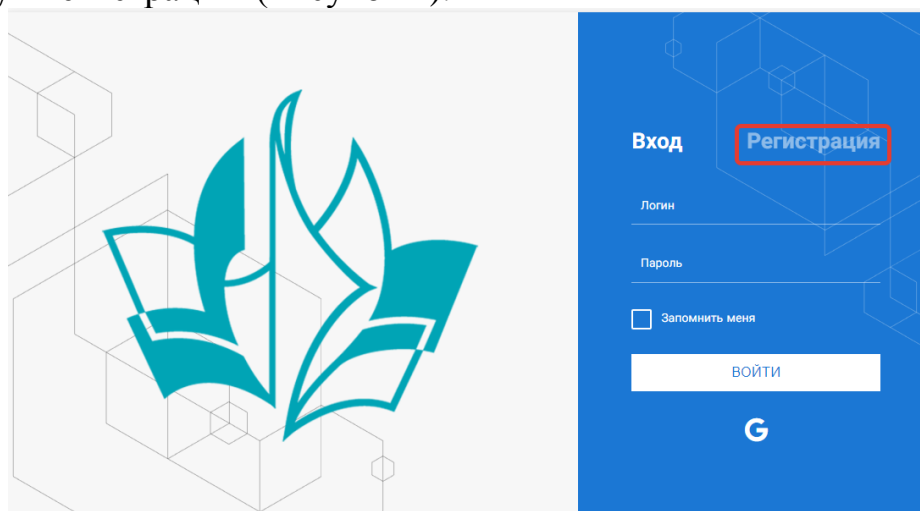 Вход Регистрация
Логин
Пароль
Запомнить меня
ВОЙТИ
G